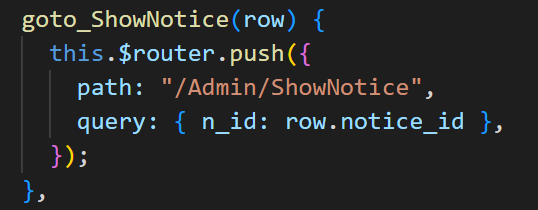 goto_ShowNotice(row) {
this.$router.push({
path: "/Admin/ShowNotice",
query: { n_id: row.notice_id },
});
},